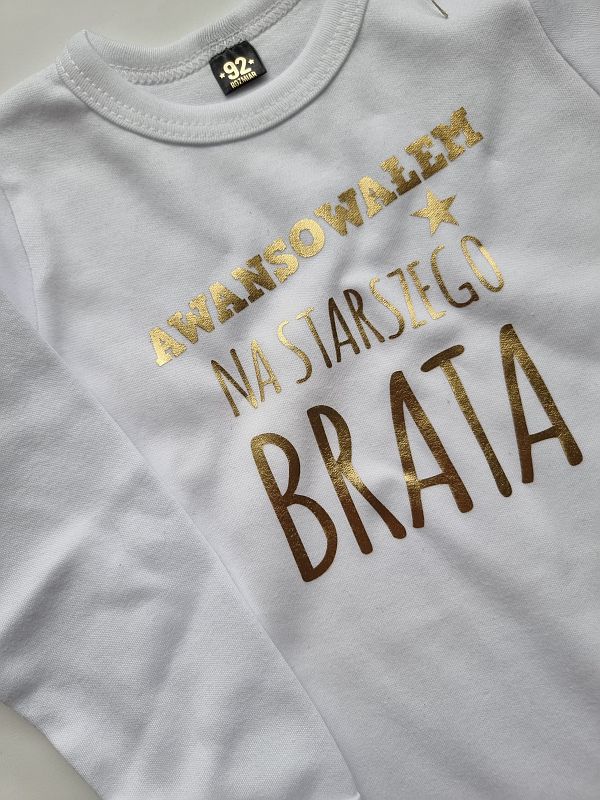 ★92★
ROZMIAR
AWANSOWAŁEM
NA STARSZEGO
BRATA